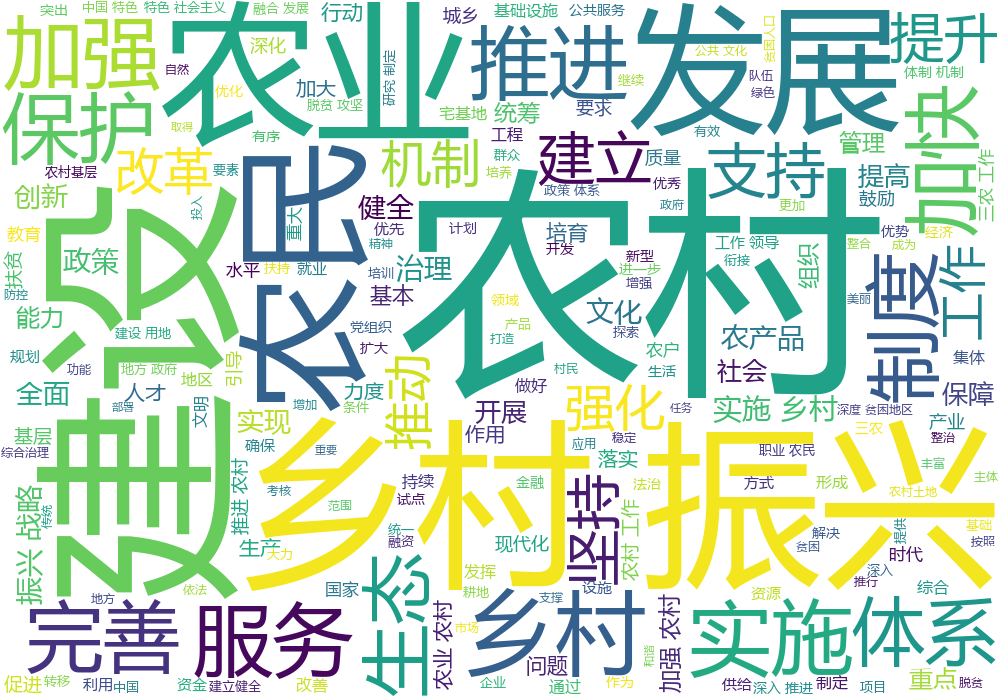 突出
中国 特色
特色 社会主义
融合 发展
行动
城乡
基础设施
公共服务
加强
农业
推进
发展
提升
深化
自然
加大
研究 制定
公共 文化
贫困人口
继续
队伍
体制 机制
优化
脱贫 攻坚
宅基地
统筹
要求
绿色
保护
取得
有序
工程
有效
加快
改革
农村基层
要素
机制
群众
培养
建立
质量
支持
管理
提高
三农 工作
创新
投入
重大
农民
健全
政策 体系
优秀
政府
鼓励
更加
教育
建设
政策
优先
精神
计划
农村
培育
开发
工作 领导
组织
优势
整合
经济
成为
扶贫
防控
水平
扶持
就业
培训
治理
新型
进一步
增强
衔接
制度
工作
美丽
能力
基本
领域
文化
产品
探索
农产品
建设 用地
党组织
打造
规划
功能
地方 政府
引导
扩大
农户
集体
全面
部署
人才
地区
文明
增加
力度
条件
推动
做好
村民
生活
社会
保障
实现
开展
强化
任务
实施 乡村
深度 贫困地区
产业
基层
综合治理
确保
重要
作用
应用
稳定
职业 农民
三农
整治
丰富
主体
乡村 振兴
振兴 战略
传统
推进 农村
考核
范围
持续
试点
金融
落实
坚持
法治
方式
形成
农村土地
基础
提供
按照
生产
大力
统一
融资
现代化
农村 工作
解决
贫困
时代
依法
国家
生态
发挥
耕地
设施
深入
推行
综合
地方
完善
服务
农业 农村
市场
支撑
乡村
和谐
加强 农村
资源
实施
体系
促进
转移
利用
中国
资金
建立健全
改善
企业
问题
通过
作为
供给
深入 推进
制定
项目
重点
脱贫